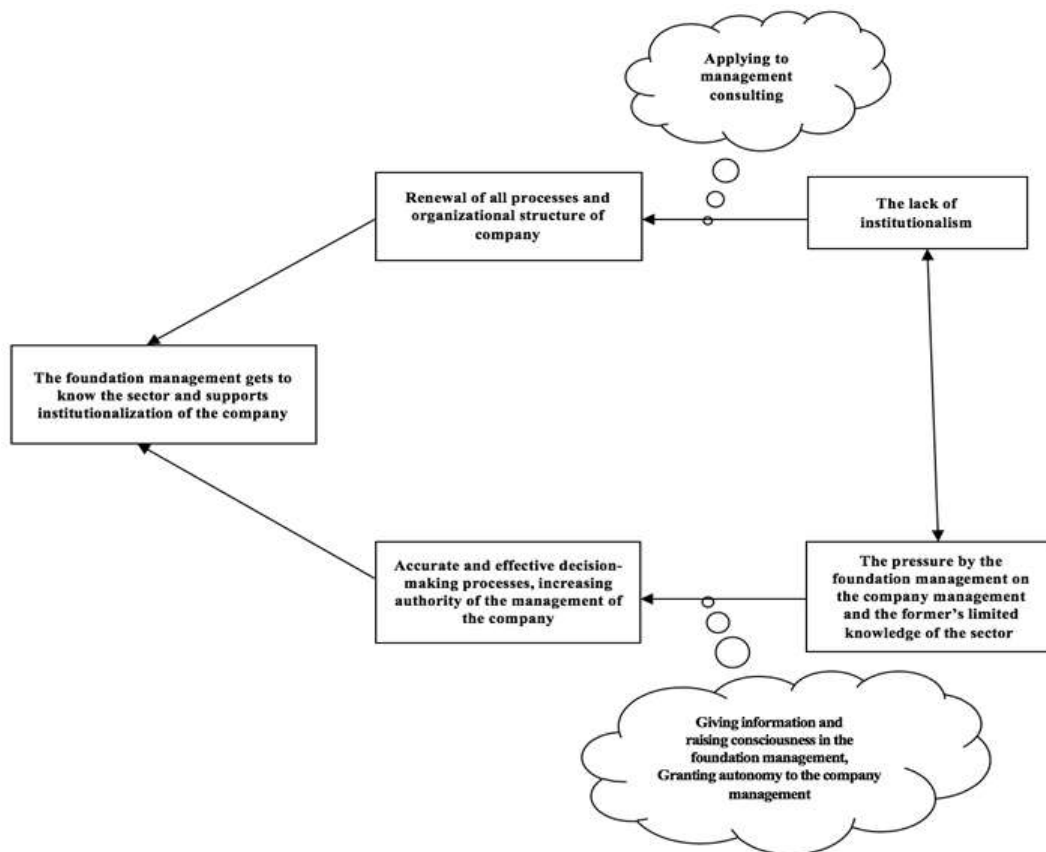 Applying to
management
consulting
Renewal of all processes and
organizational structure of
company
The lack of
institutionalism
The foundation management gets to
know the sector and supports
institutionalization of the company
Accurate and effective decision-
making processes, increasing
authority of the management of
the company
The pressure by the
foundation management on
the company management
and the former’s limited
knowledge of the sector
Giving information and
raising consciousness in the
foundation management,
Granting autonomy to the company
management